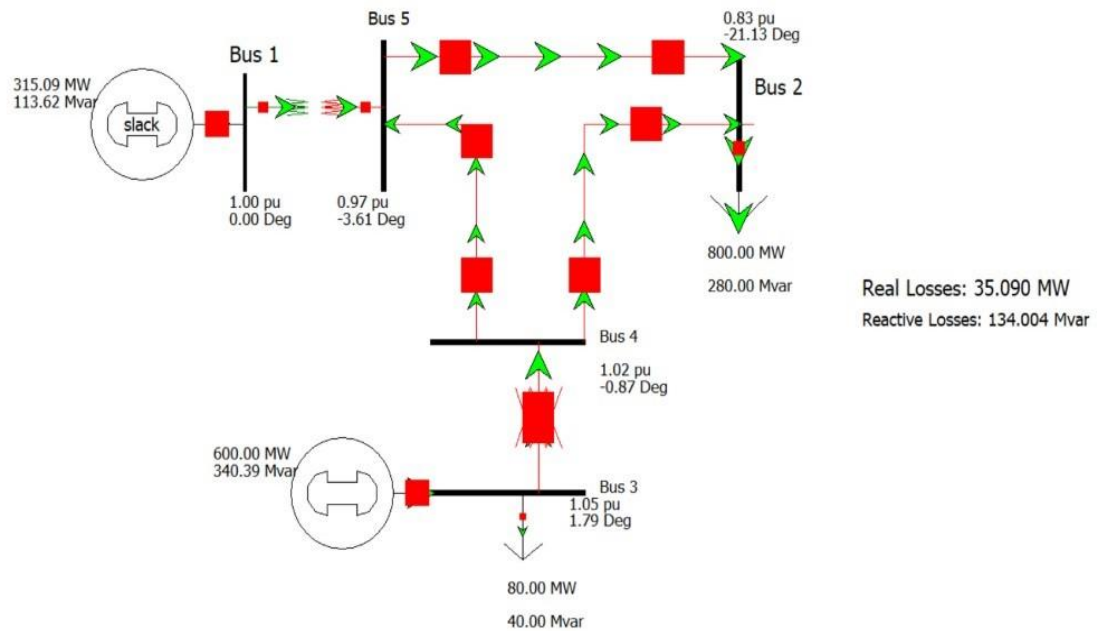 0.83 pu
-21.13 Deg
Bus 5
Bus 1
Bus 2
315.09 MW
113.62 Mvar
slack
1.00 pu
0.00 Deg
0.97 pu
-3.61 Deg
800.00 MW
280.00 Mvar
Real Losses: 35.090 MW
Reactive Losses: 134.004 Mvar
Bus 4
1.02 pu
-0.87 Deg
600.00 MW
340.39 Mvar
Bus 3
1.05 pu
1.79 Deg
80.00 MW
40.00 Mvar